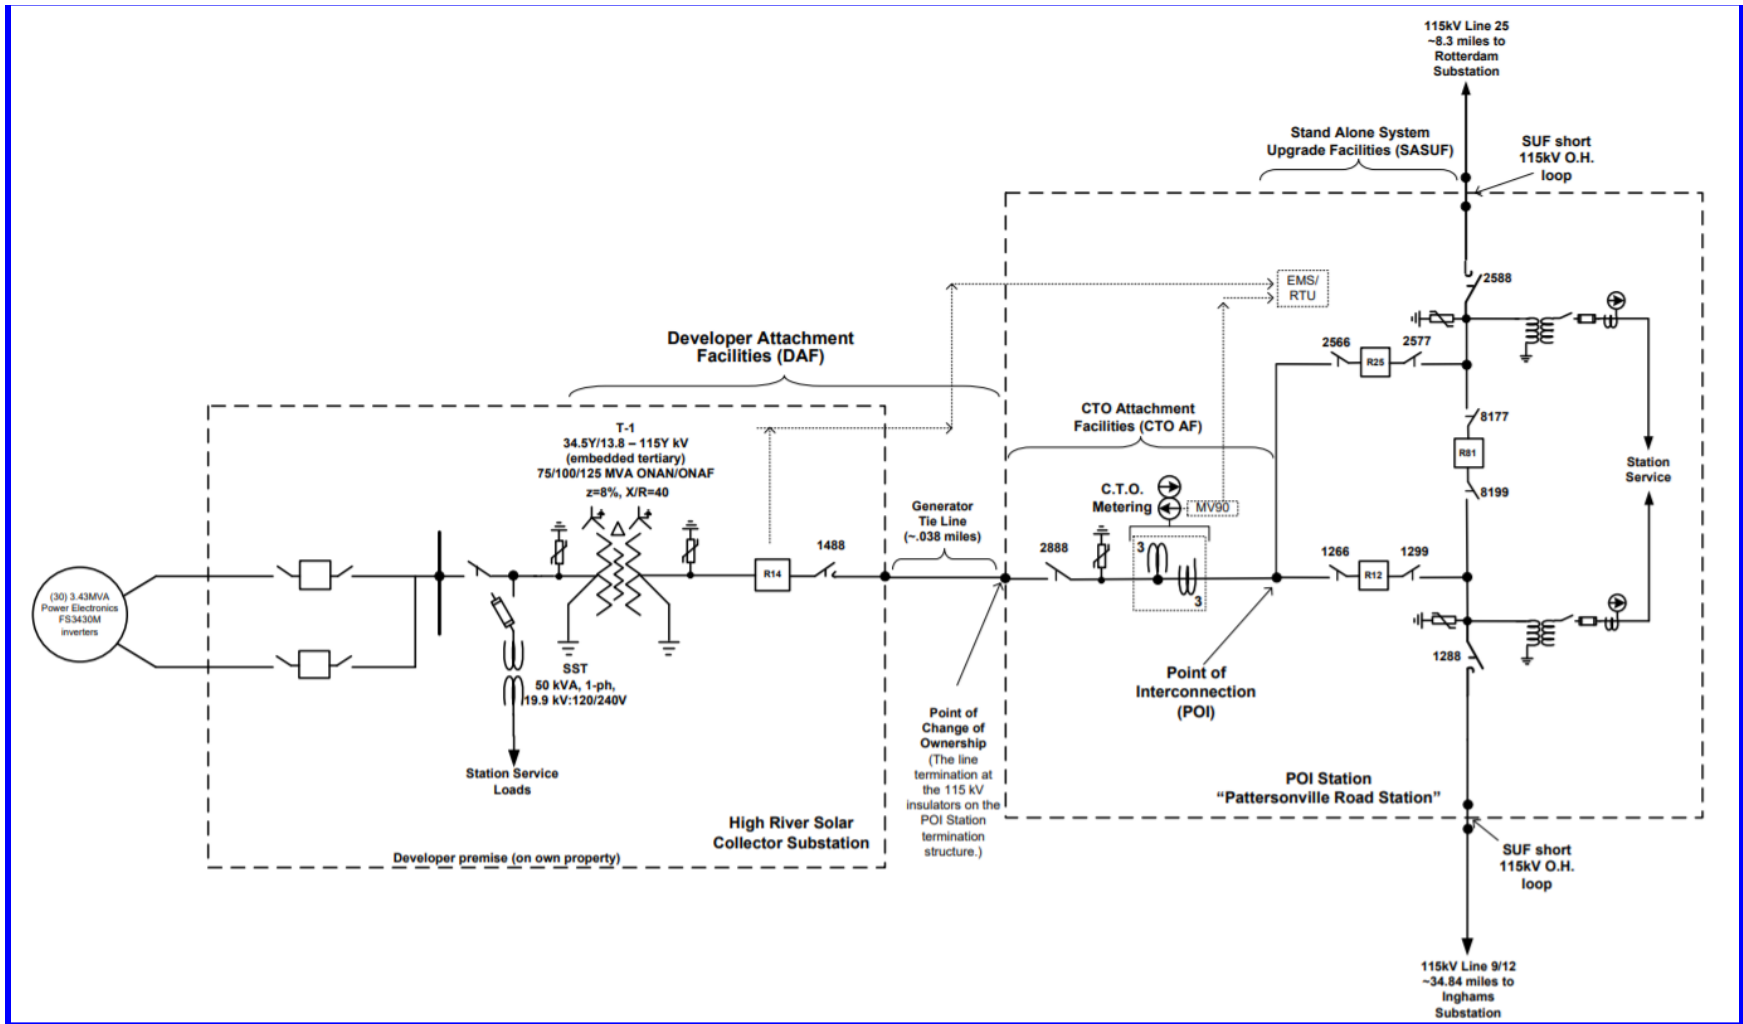 115kV Line 25
~8.3 miles to
Rotterdam
Substation
Stand Alone System
Upgrade Facilities (SASUF)
SUF short
115kV O.H.
loop
2588
EMS/
RTU
2566
2577
R25
8177
R81
8199
Station
Service
Developer Attachment
Facilities (DAF)
CTO Attachment
Facilities (CTO AF)
T-1
34.5Y/13.8 – 115Y kV
(embedded tertiary)
75/100/125 MVA ONAN/ONAF
z=8%, X/R=40
C.T.O.
Metering
MV90
Generator
Tie Line
(~.038 miles)
1488
R14
2888
3
3
1266
1299
R12
(30) 3.43MVA
Power Electronics
FS3430M
inverters
1288
SST
50 kVA, 1-ph,
19.9 kV:120/240V
Station Service
Loads
Point of
Interconnection
(POI)
Point of
Change of
Ownership
(The line
termination at
the 115 kV
insulators on the
POI Station
termination
structure.)
POI Station
“Pattersonville Road Station”
High River Solar
Collector Substation
Developer premise (on own property)
SUF short
115kV O.H.
loop
115kV Line 9/12
~34.84 miles to
Inghams
Substation